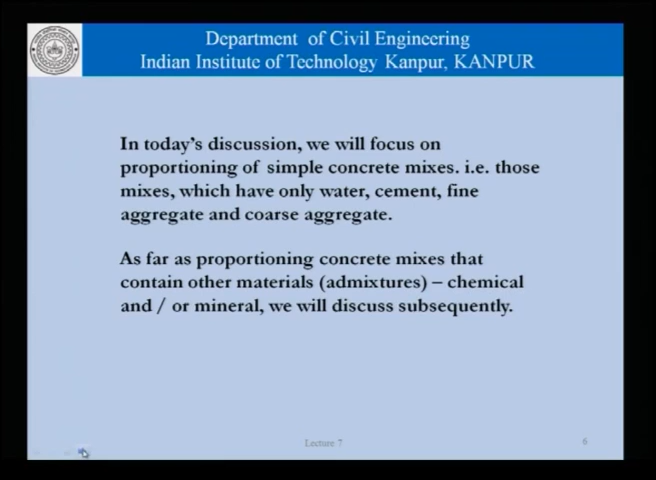 Department of Civil Engineering
Indian Institute of Technology Kanpur, KANPUR
In today's discussion, we will focus on
proportioning of simple concrete mixes. i.e. those
mixes, which have only water, cement, fine
aggregate and coarse aggregate.
As far as proportioning concrete mixes that
contain other materials (admixtures) – chemical
and / or mineral, we will discuss subsequently.
Lecture 7
6